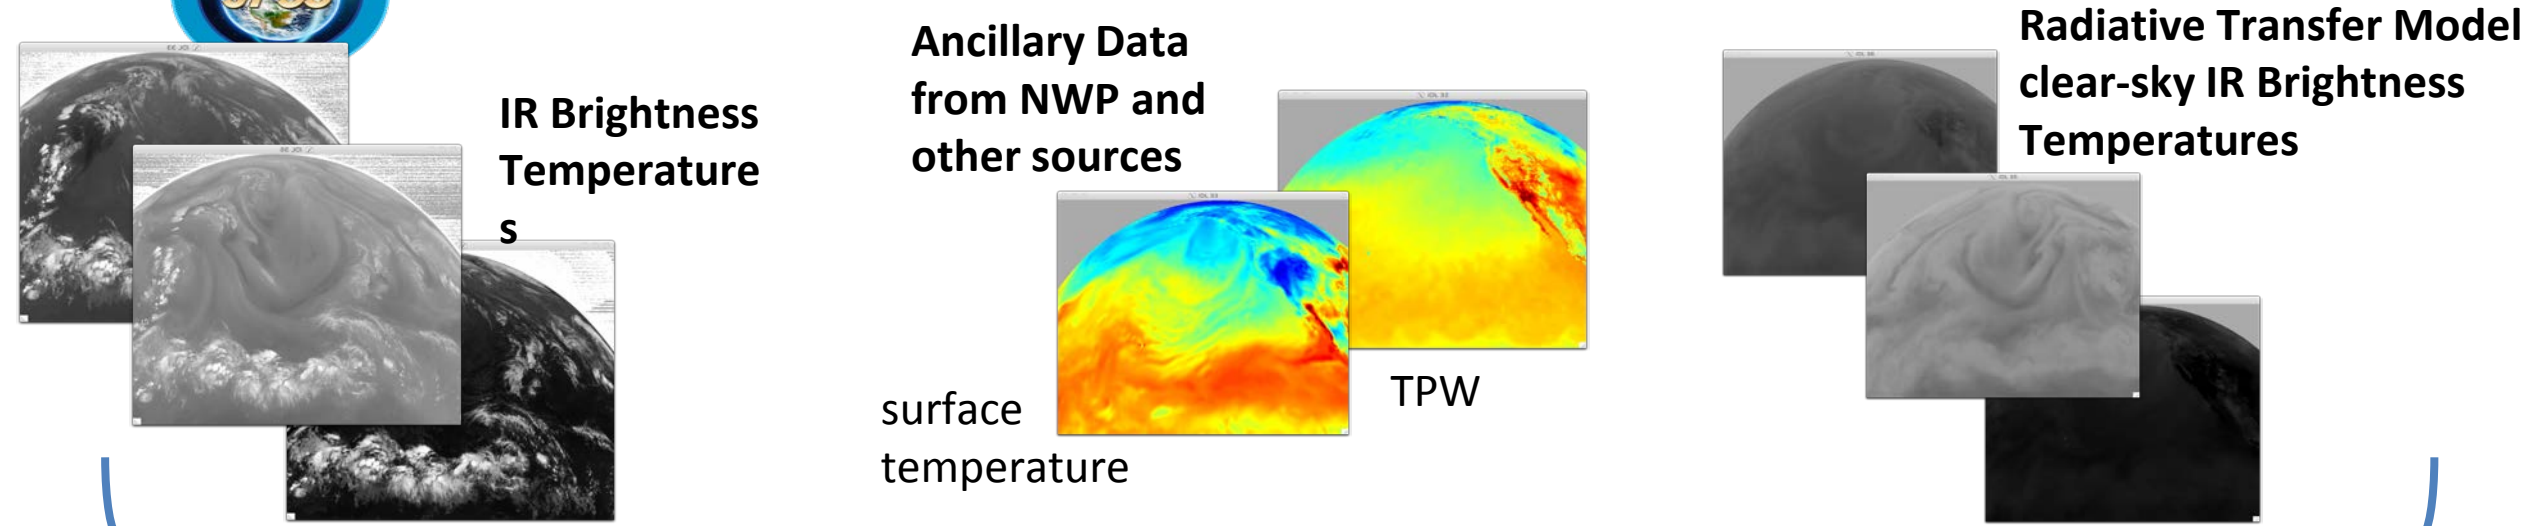 IR Brightness
Temperature
s
Ancillary Data
from NWP and
other sources
surface
temperature
TPW
Radiative Transfer Model
clear-sky IR Brightness
Temperatures